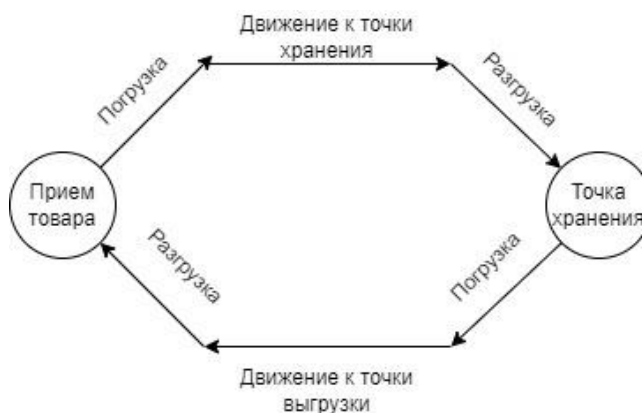 Движение к точки
хранения
Погрузка
Разгрузка
Прием
товара
Точка
хранения
Разгрузка
Погрузка
Движение к точки
выгрузки